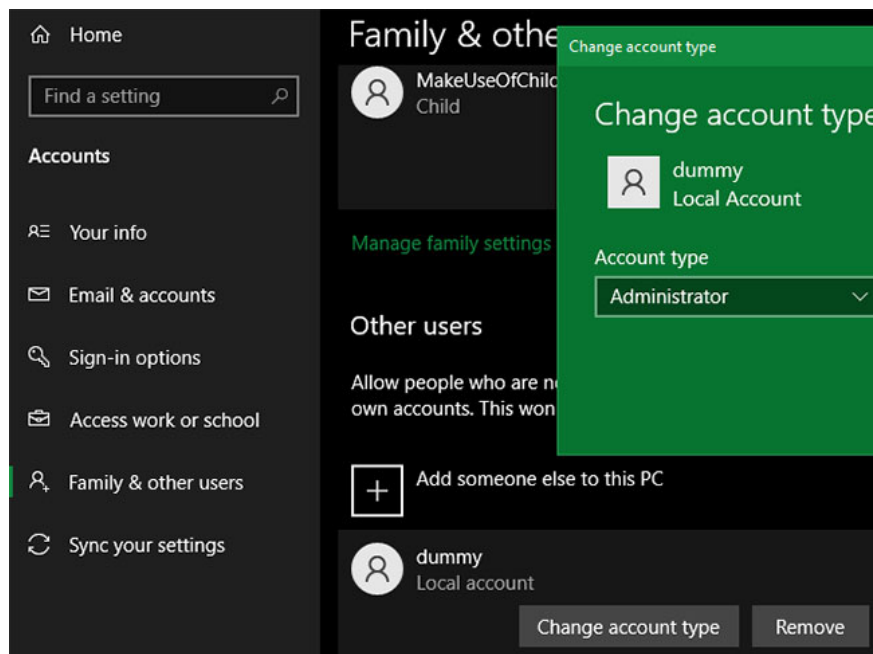 Home
Find a setting
Accounts
Your info
Email & accounts
Sign-in options
Access work or school
Family & other users
Sync your settings
Family & othe
MakeUseOfChild
Child
Manage family settings
Other users
Allow people who are
own accounts. This won
Add someone else to this PC
dummy
Local account
Change account type
Remove
Change account type
Change account type
dummy
Local Account
Account type
Administrator